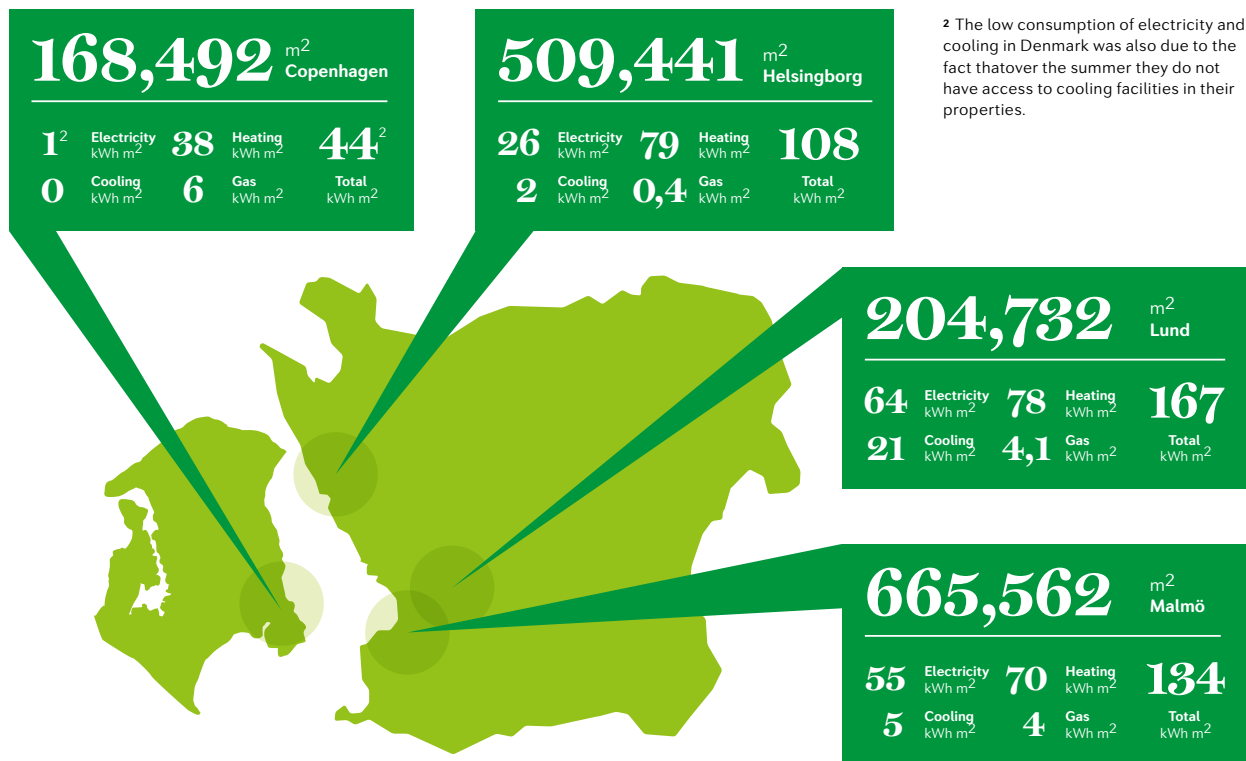 168,492 m2
Copenhagen
1 2 Electricity
kWh m2
38 Heating
kWh m2
44 2
0 Cooling
kWh m2
6 Gas
kWh m2
Total
kWh m2
509,441 m2
Helsingborg
26 Electricity
kWh m2
79 Heating
kWh m2
108
2 Cooling
kWh m2
0,4 Gas
kWh m2
Total
kWh m2
2 The low consumption of electricity and
cooling in Denmark was also due to the
fact thatover the summer they do not
have access to cooling facilities in their
properties.
204,732 m2
Lund
64 Electricity
kWh m2
78 Heating
kWh m2
167
21 Cooling
kWh m2
4,1 Gas
kWh m2
Total
kWh m2
665,562 m2
Malmö
55 Electricity
kWh m2
70 Heating
kWh m2
134
5 Cooling
kWh m2
4 Gas
kWh m2
Total
kWh m2